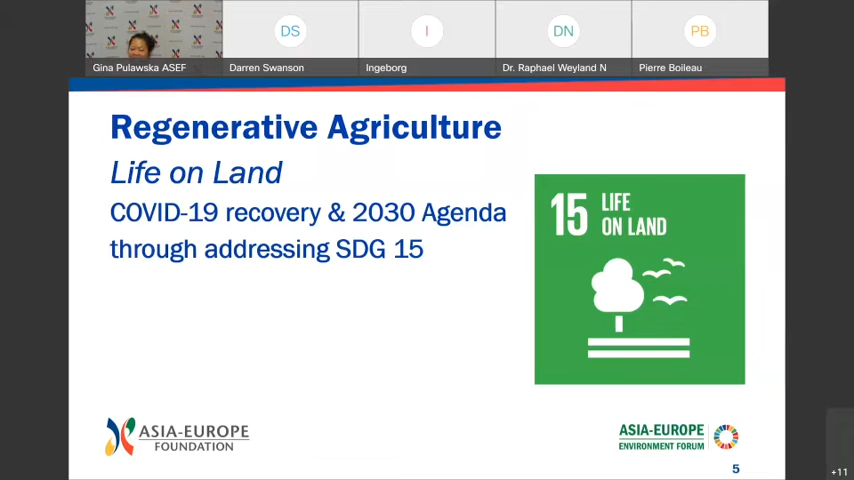 DS
I
DN
PB
Gina Pulawska ASEF
Darren Swanson
Ingeborg
Dr. Raphael Weyland N
Pierre Boileau
Regenerative Agriculture
Life on Land
COVID-19 recovery & 2030 Agenda
through addressing SDG 15
15 LIFE
ON LAND
ASIA-EUROPE
FOUNDATION
ASIA-EUROPE
ENVIRONMENT FORUM
5
+11